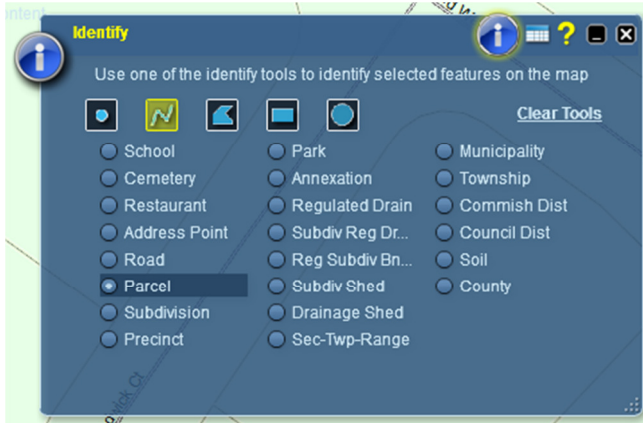 Identify
?
Use one of the identify tools to identify selected features on the map
Clear Tools
School
Cemetery
Restaurant
Address Point
Road
Parcel
Subdivision
Precinct
Park
Annexation
Regulated Drain
Subdiv Reg Dr...
Reg Subdiv Bn...
Subdiv Shed
Drainage Shed
Sec-Twp-Range
Municipality
Township
Commish Dist
Council Dist
Soil
County